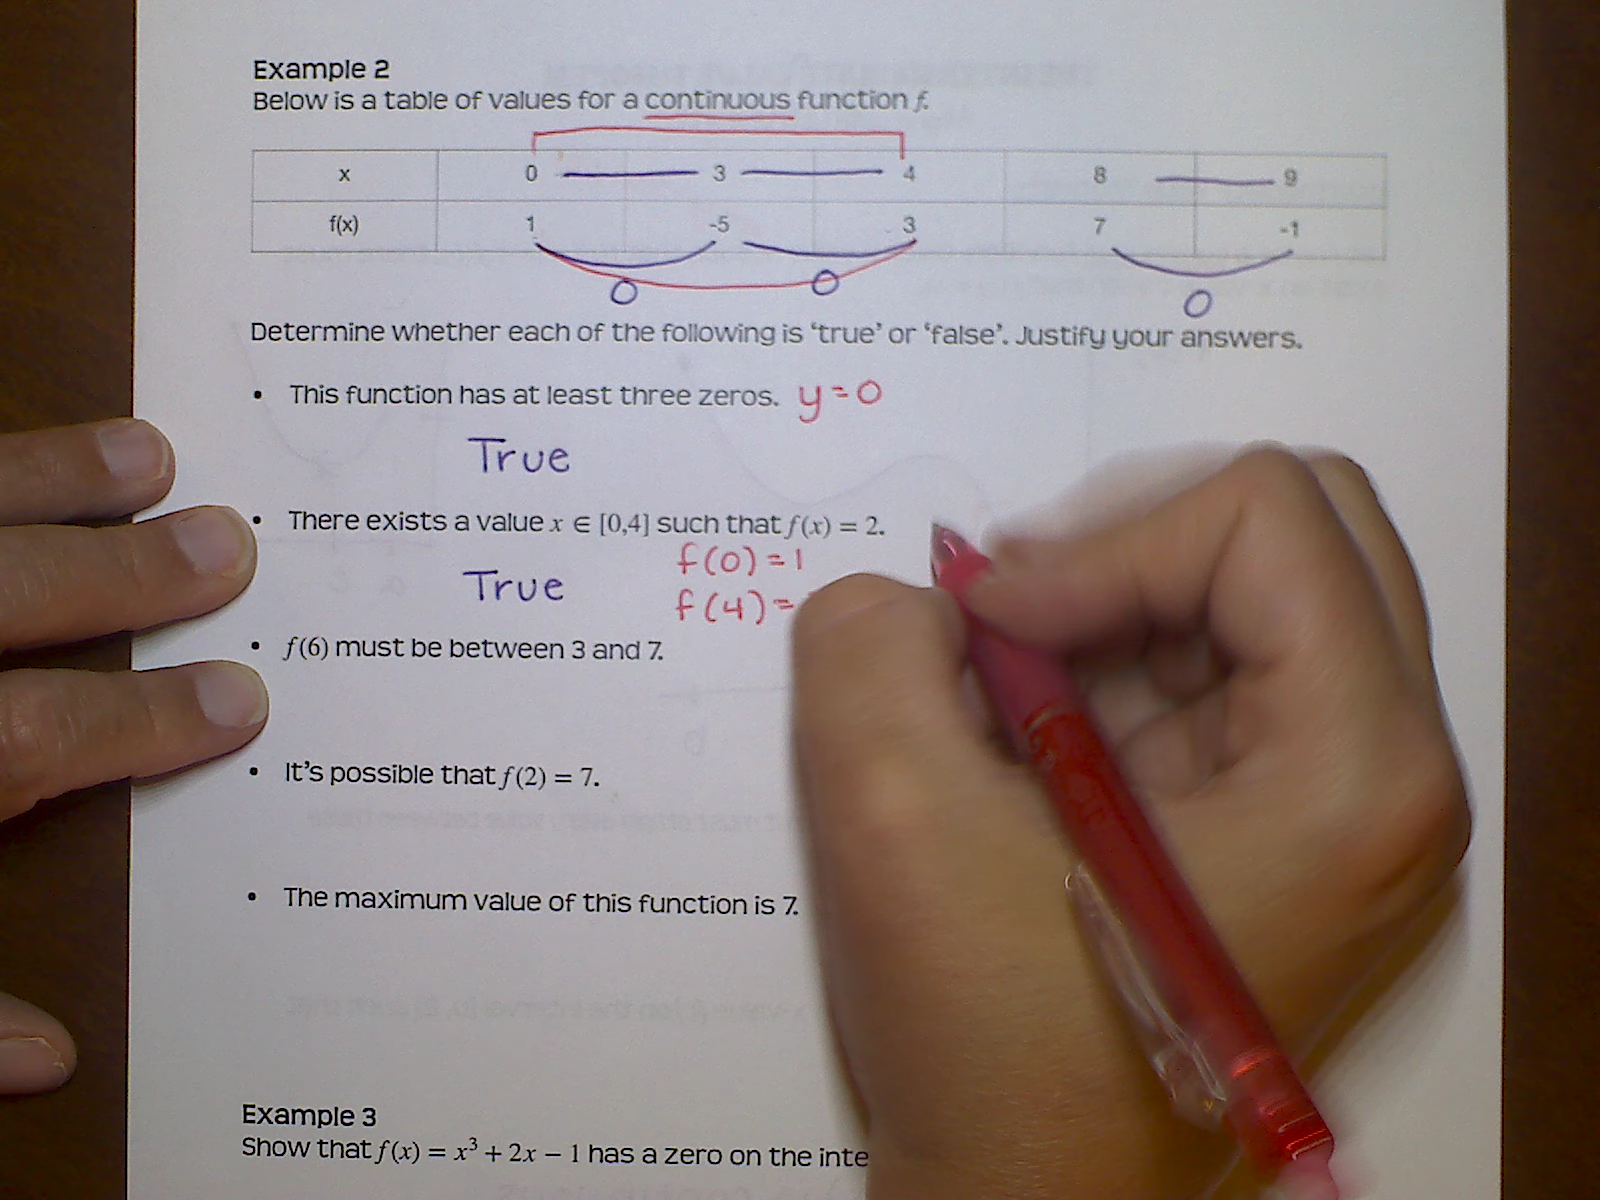 Example 2
Below is a table of values for a continuous function f.
x 0 3 4 8 9
f(x) 1 -5 3 7 -1
0 0 0
Determine whether each of the following is ‘true’ or ‘false’. Justify your answers.
• This function has at least three zeros. y=0
True
• There exists a value x ∈ [0,4] such that f(x) = 2.
f(0)=1
True
f(4)=
• f(6) must be between 3 and 7.
• It's possible that f(2) = 7.
• The maximum value of this function is 7.
Example 3
Show that f(x) = x³ + 2x − 1 has a zero on the inte